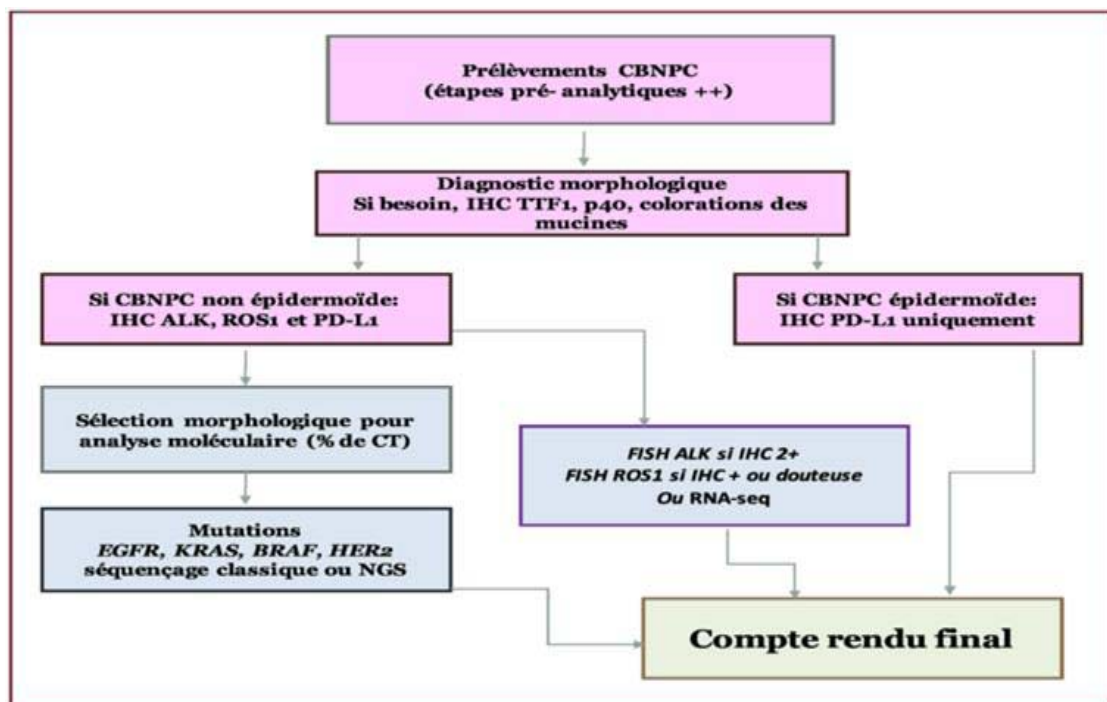 Prélèvements CBNPC
(étapes pré- analytiques ++)
Diagnostic morphologique
Si besoin, IHC TTF1, p40, colorations des
mucines
Si CBNPC non épidermoïde:
IHC ALK, ROS1 et PD-L1
Si CBNPC épidermoïde:
IHC PD-L1 uniquement
Sélection morphologique pour
analyse moléculaire (% de CT)
FISH ALK si IHC 2+
FISH ROS1 si IHC + ou douteuse
Ou RNA-seq
Mutations
EGFR, KRAS, BRAF, HER2
séquençage classique ou NGS
Compte rendu final